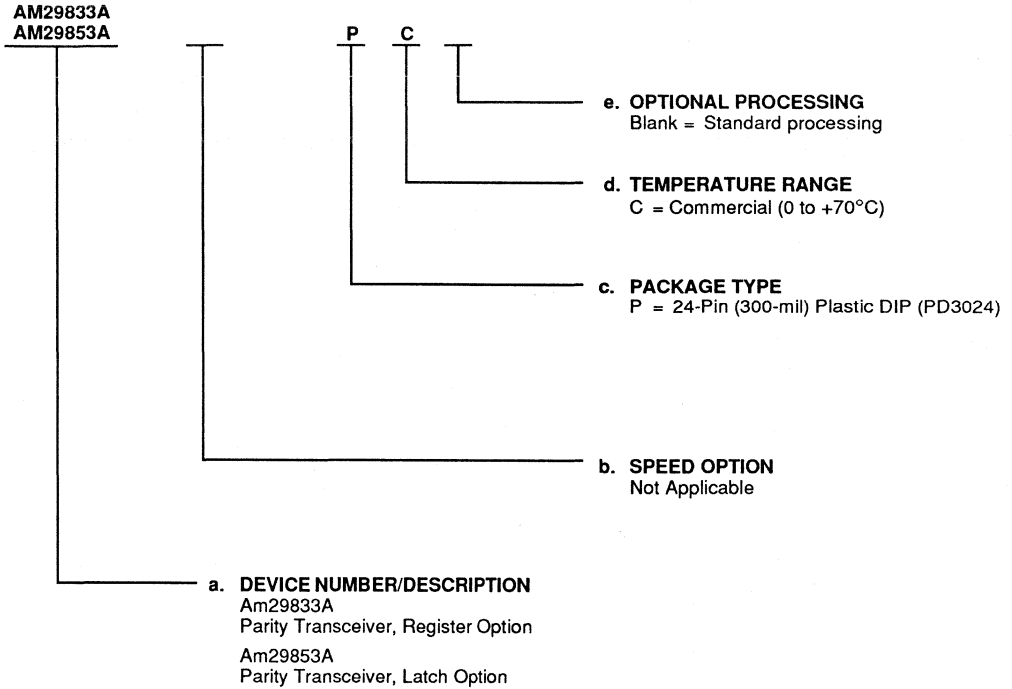 AM29833A
AM29853A
P C
e. OPTIONAL PROCESSING
Blank = Standard processing
d. TEMPERATURE RANGE
C = Commercial (0 to +70°C)
c. PACKAGE TYPE
P = 24-Pin (300-mil) Plastic DIP (PD3024)
b. SPEED OPTION
Not Applicable
a. DEVICE NUMBER/DESCRIPTION
Am29833A
Parity Transceiver, Register Option
Am29853A
Parity Transceiver, Latch Option